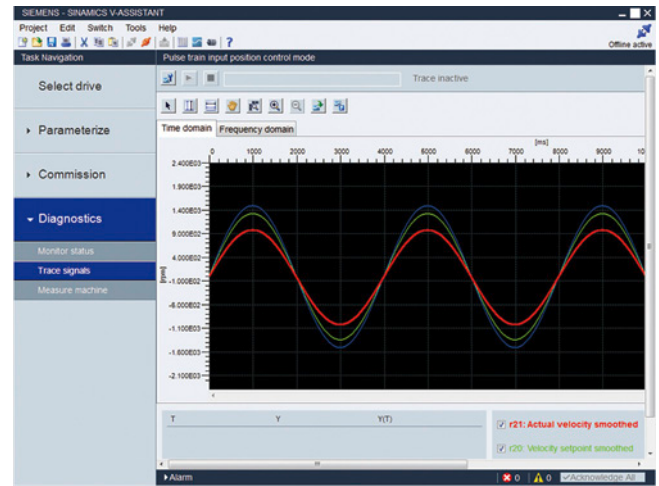 SIEMENS - SINAMICS V-ASSISTANT
Project Edit Switch Tools Help
Offline active
Task Navigation
Pulse train input position control mode
Select drive
Trace inactive
Parameterize
Time domain Frequency domain
[ms]
0 1000 2000 3000 4000 5000 6000 7000 8000 9000 10
2.400E03
1.900E03
1.400E03
9.000E02
4.000E02
-1.000E02
-6.000E02
-1.100E03
-1.600E03
-2.100E03
[rpm]
Commission
Diagnostics
Monitor status
Trace signals
Measure machine
T Y Y(T)
r21: Actual velocity smoothed
r20: Velocity setpoint smoothed
Alarm
0 0 Acknowledge All